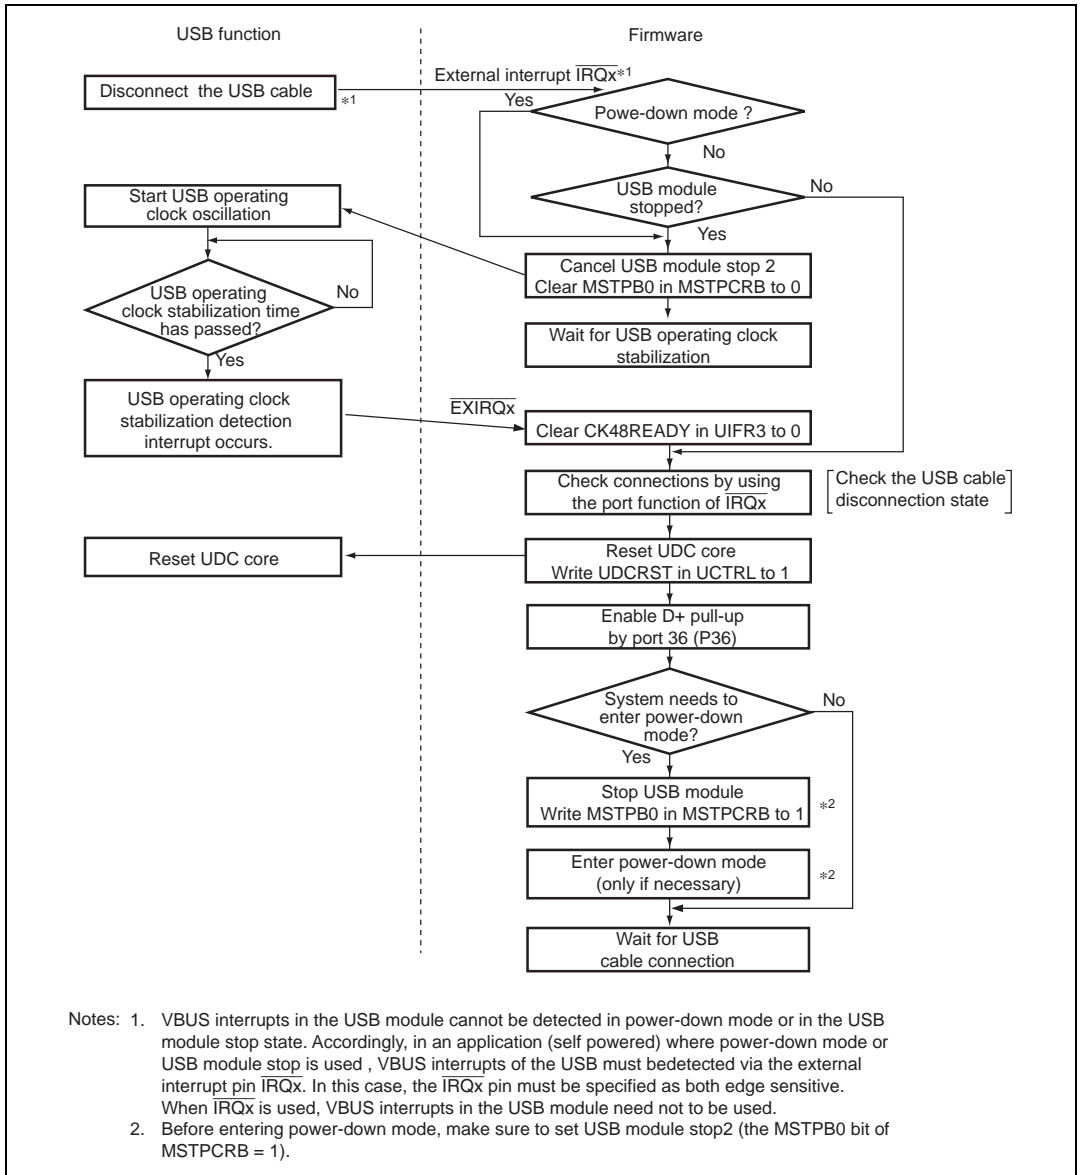 USB function
Firmware
Disconnect the USB cable
*1
External interrupt IRQx*1
Powe-down mode ?
Yes
No
USB module
stopped?
No
Yes
Start USB operating
clock oscillation
Cancel USB module stop 2
Clear MSTPB0 in MSTPCRB to 0
USB operating
clock stabilization time
has passed?
No
Yes
Wait for USB operating clock
stabilization
USB operating clock
stabilization detection
interrupt occurs.
EXIRQx
Clear CK48READY in UIFR3 to 0
Check connections by using
the port function of IRQx
Check the USB cable
disconnection state
Reset UDC core
Reset UDC core
Write UDCRST in UCTRL to 1
Enable D+ pull-up
by port 36 (P36)
System needs to
enter power-down
mode?
No
Yes
Stop USB module
Write MSTPB0 in MSTPCRB to 1
*2
Enter power-down mode
(only if necessary)
*2
Wait for USB
cable connection
Notes: 1. VBUS interrupts in the USB module cannot be detected in power-down mode or in the USB
module stop state. Accordingly, in an application (self powered) where power-down mode or
USB module stop is used , VBUS interrupts of the USB must bedetected via the external
interrupt pin IRQx. In this case, the IRQx pin must be specified as both edge sensitive.
When IRQx is used, VBUS interrupts in the USB module need not to be used.
2. Before entering power-down mode, make sure to set USB module stop2 (the MSTPB0 bit of
MSTPCRB = 1).